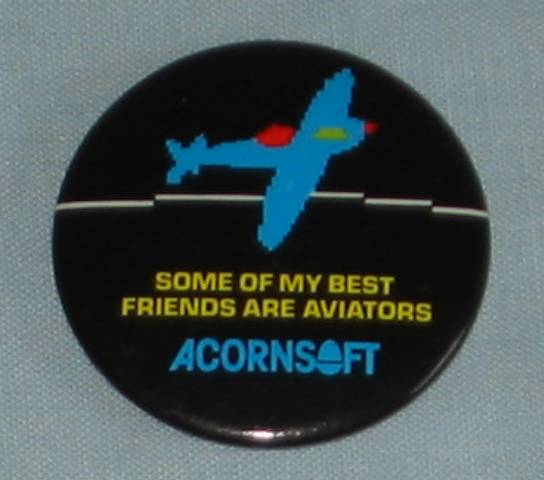 SOME OF MY BEST
FRIENDS ARE AVIATORS
ACORNSOFT